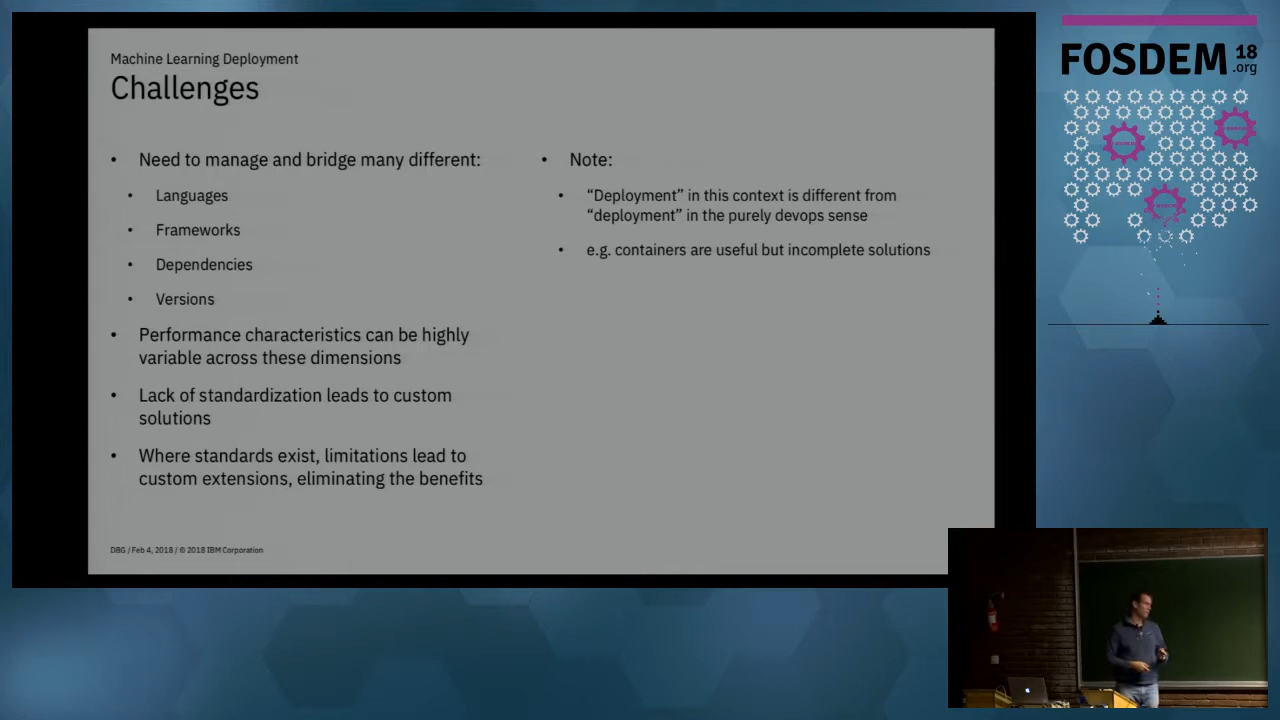 Machine Learning Deployment
Challenges
• Need to manage and bridge many different:
• Languages
• Frameworks
• Dependencies
• Versions
• Performance characteristics can be highly
variable across these dimensions
• Lack of standardization leads to custom
solutions
• Where standards exist, limitations lead to
custom extensions, eliminating the benefits
• Note:
• “Deployment” in this context is different from
“deployment” in the purely devops sense
• e.g. containers are useful but incomplete solutions
DBG / Feb 4, 2018 / © 2018 IBM Corporation
FOSDEM 18
.org